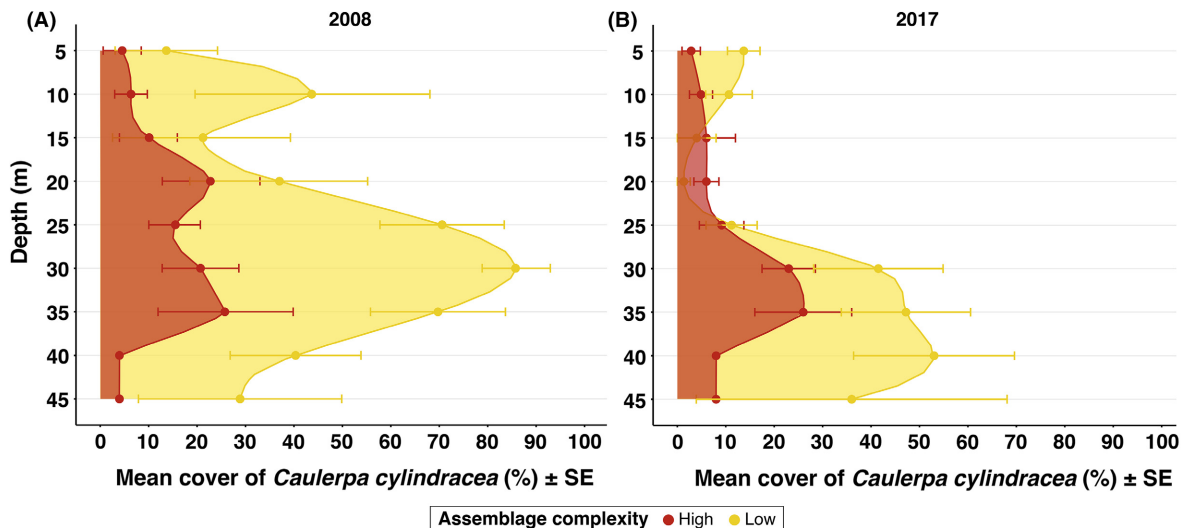 (A)
2008
(B)
2017
Depth (m)
5
10
15
20
25
30
35
40
45
0 10 20 30 40 50 60 70 80 90 100
Mean cover of Caulerpa cylindracea (%) ± SE
5
10
15
20
25
30
35
40
45
0 10 20 30 40 50 60 70 80 90 100
Mean cover of Caulerpa cylindracea (%) ± SE
Assemblage complexity High Low